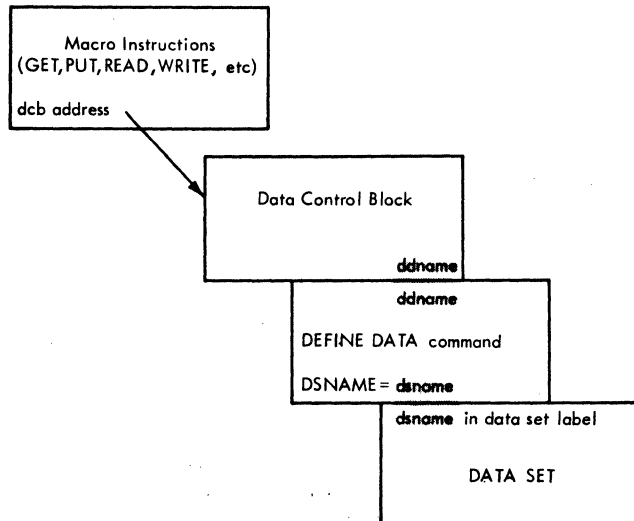 Macro Instructions
(GET,PUT,READ,WRITE, etc)
dcb address
Data Control Block
ddname
ddname
DEFINE DATA command
DSNAME= dsname
dsname in data set label
DATA SET